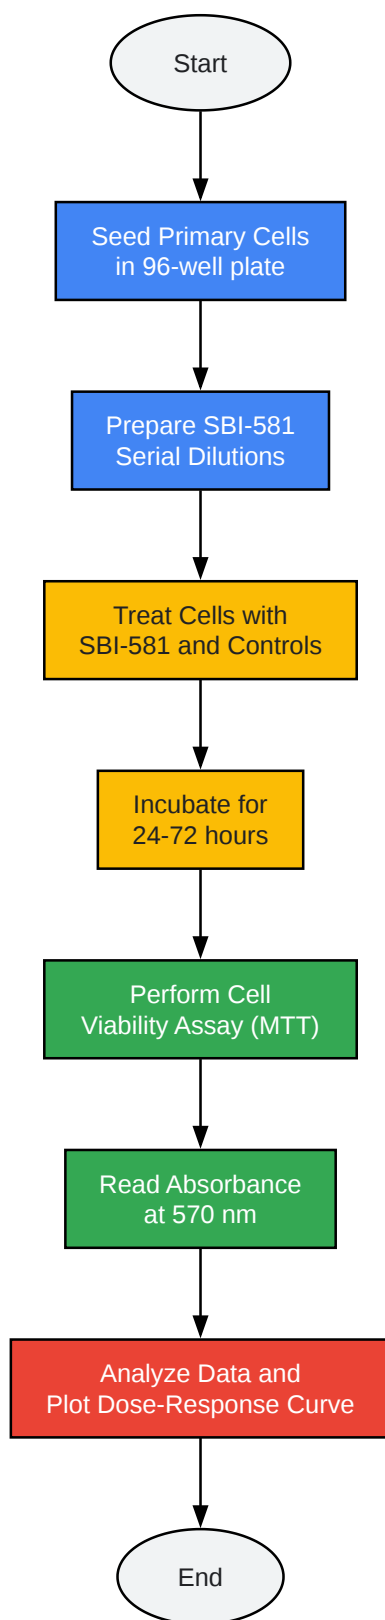 Start
Seed Primary Cells
in 96-well plate
Prepare SBI-581
Serial Dilutions
Treat Cells with
SBI-581 and Controls
Incubate for
24-72 hours
Perform Cell
Viability Assay (MTT)
Read Absorbance
at 570 nm
Analyze Data and
Plot Dose-Response Curve
End